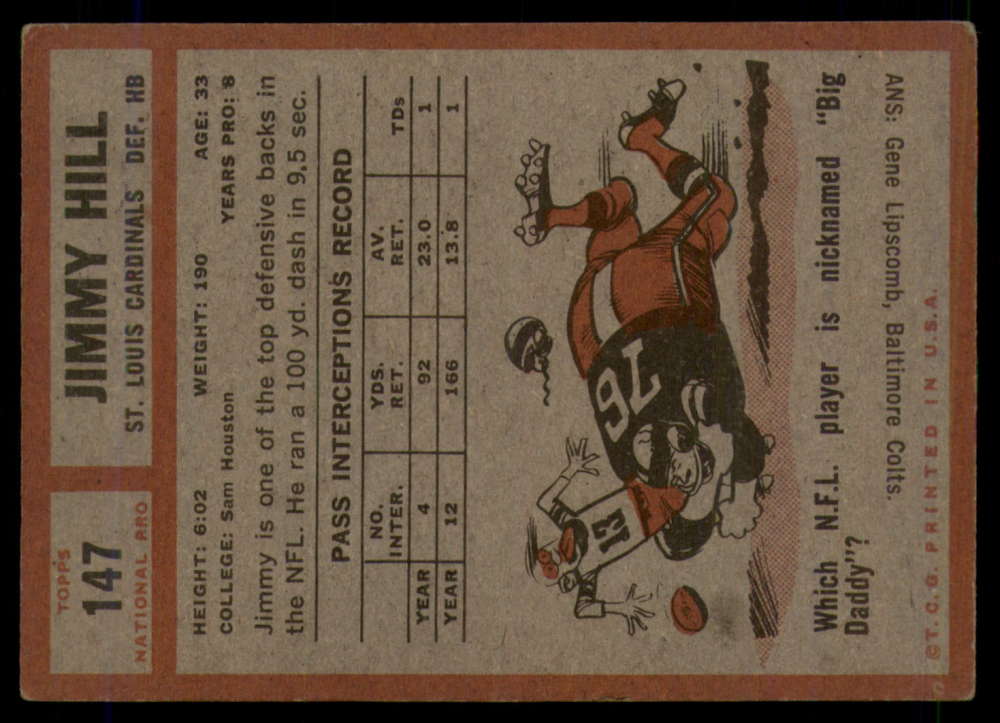 TOPPS
147
NATIONAL PRO
JIMMY HILL
ST. LOUIS CARDINALS DEF. HB
HEIGHT: 6:02 WEIGHT: 190 AGE: 33
COLLEGE: Sam Houston YEARS PRO: 8
Jimmy is one of the top defensive backs in
the NFL. He ran a 100 yd. dash in 9.5 sec.
PASS INTERCEPTIONS RECORD
NO. INTER. YDS. RET. AV. RET. TDs
YEAR 4 92 23.0 1
YEAR 12 166 13.8 1
76
13
Which N.F.L. player is nicknamed "Big
Daddy"?
ANS: Gene Lipscomb, Baltimore Colts.
©T. C. G. PRINTED IN U.S.A.